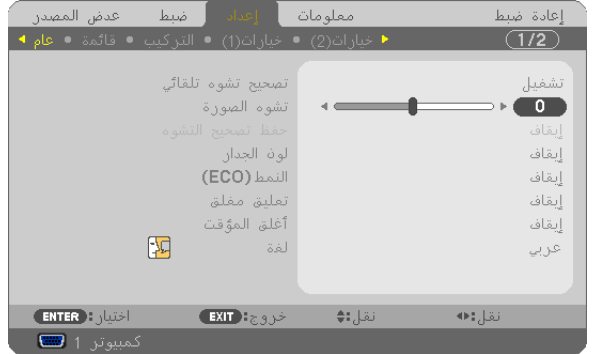 عدض المصدر ضبط إعداد معلومات إعادة ضبط
عام • قائمة • التركيب • خيارات(1) • خيارات(2) 1/2
تصحيح تشوه تلقائي تشغيل
تشوه الصورة 0
حفظ تصحيح التشوه إيقاف
لون الجدار إيقاف
النمط (ECO) إيقاف
تعليق مغلق إيقاف
أغلق المؤقت إيقاف
لغة عربي
ENTER :اختيار EXIT :خروج نقل: نقل:
كمبيوتر 1